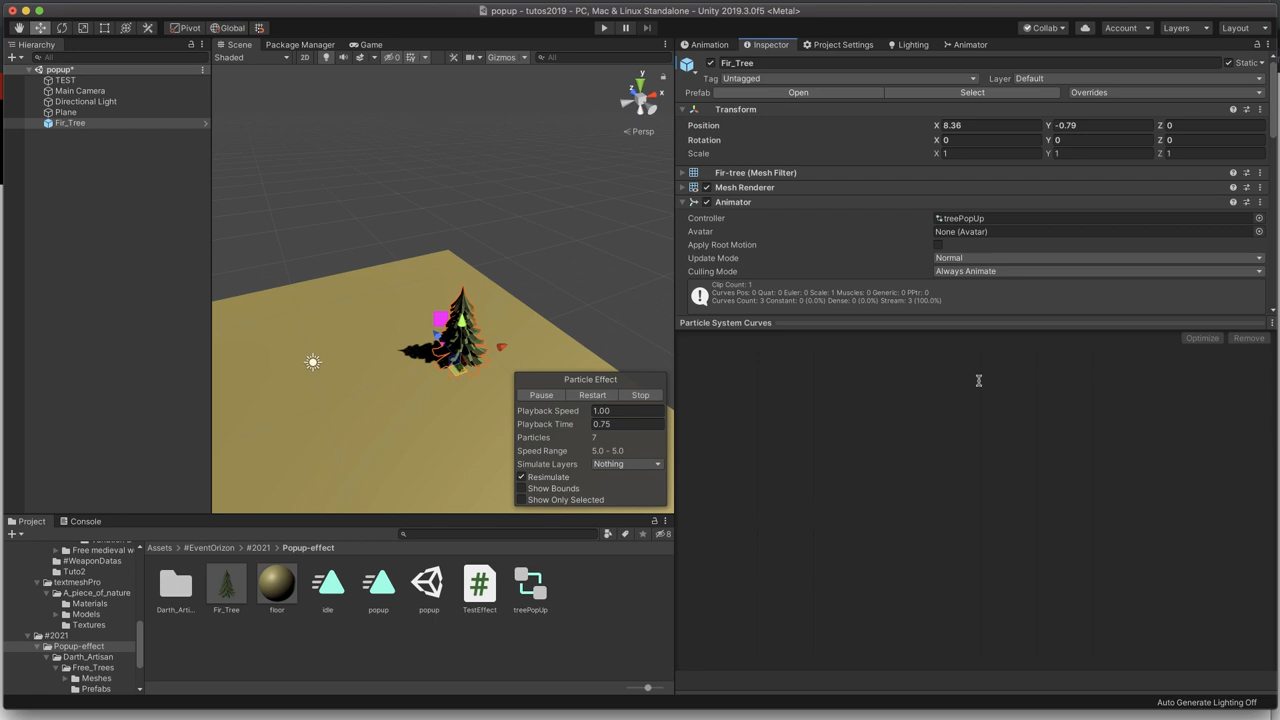 popup - tutos2019 - PC, Mac & Linux Standalone - Unity 2019.3.0f5 <Metal>
Pivot Global Collab Account Layers Layout
Hierarchy
All
popup*
TEST
Main Camera
Directional Light
Plane
Fir_Tree
Scene Package Manager Game
Shaded 2D 0 Gizmos All
y
z x
Persp
Particle Effect
Pause Restart Stop
Playback Speed 1.00
Playback Time 0.75
Particles 7
Speed Range 5.0 - 5.0
Simulate Layers Nothing
Resimulate
Show Bounds
Show Only Selected
Animation Inspector Project Settings Lighting Animator
Fir_Tree Static
Tag Untagged Layer Default
Prefab Open Select Overrides
Transform
Position X 8.36 Y -0.79 Z 0
Rotation X 0 Y 0 Z 0
Scale X 1 Y 1 Z 1
Fir-tree (Mesh Filter)
Mesh Renderer
Animator
Controller treePopUp
Avatar None (Avatar)
Apply Root Motion
Update Mode Normal
Culling Mode Always Animate
Clip Count: 1
Curves Pos: 0 Quat: 0 Euler: 0 Scale: 1 Muscles: 0 Generic: 0 PPtr: 0
Curves Count: 3 Constant: 0 (0.0%) Dense: 0 (0.0%) Stream: 3 (100.0%)
Particle System Curves
Optimize Remove
Project Console
8
Free medieval w
#WeaponDatas
Tuto2
textmeshPro
A_piece_of_nature
Materials
Models
Textures
#2021
Popup-effect
Darth_Artisan
Free_Trees
Meshes
Prefabs
Assets #EventOrizon #2021 Popup-effect
Darth_Arti... Fir_Tree floor idle popup popup TestEffect treePopUp
Auto Generate Lighting Off